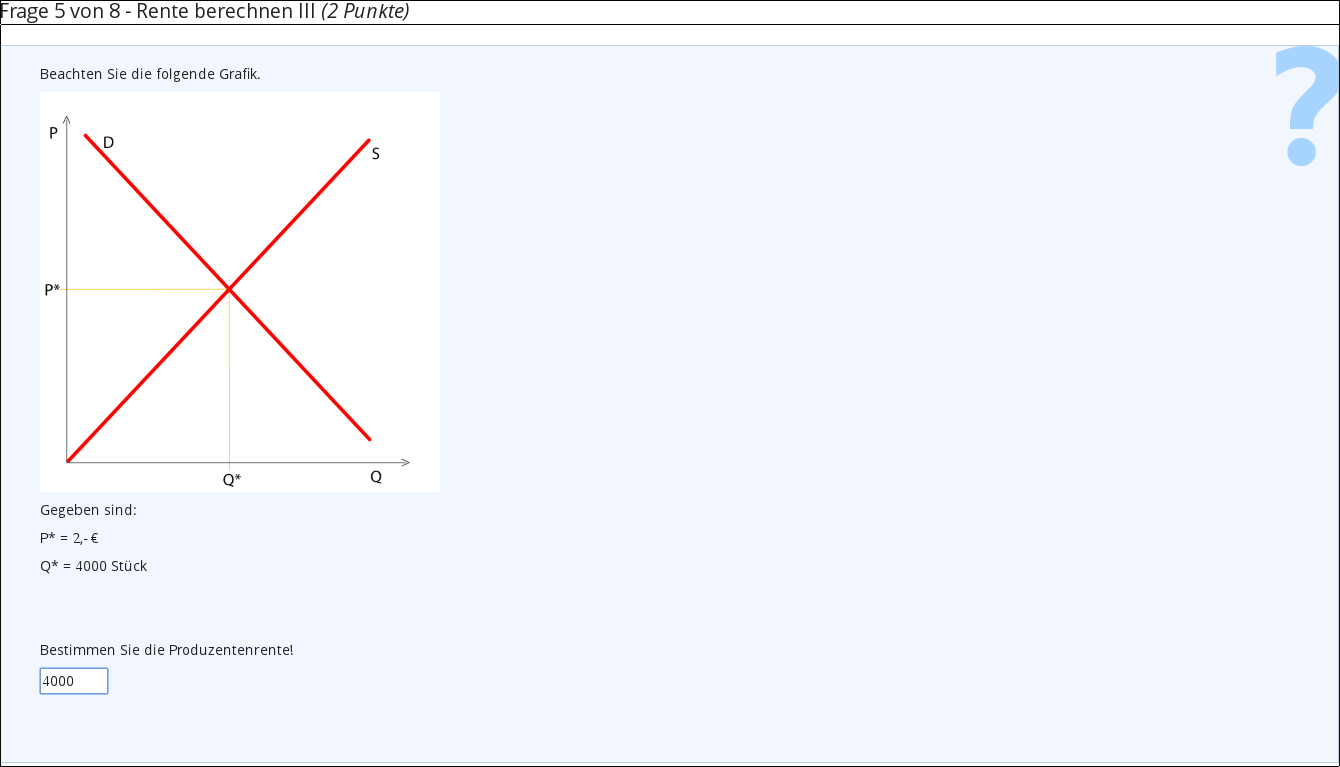 Frage 5 von 8 - Rente berechnen III (2 Punkte)
?
Beachten Sie die folgende Grafik.
P
D
S
P*
Q*
Q
Gegeben sind:
P* = 2,- €
Q* = 4000 Stück
Bestimmen Sie die Produzentenrente!
4000